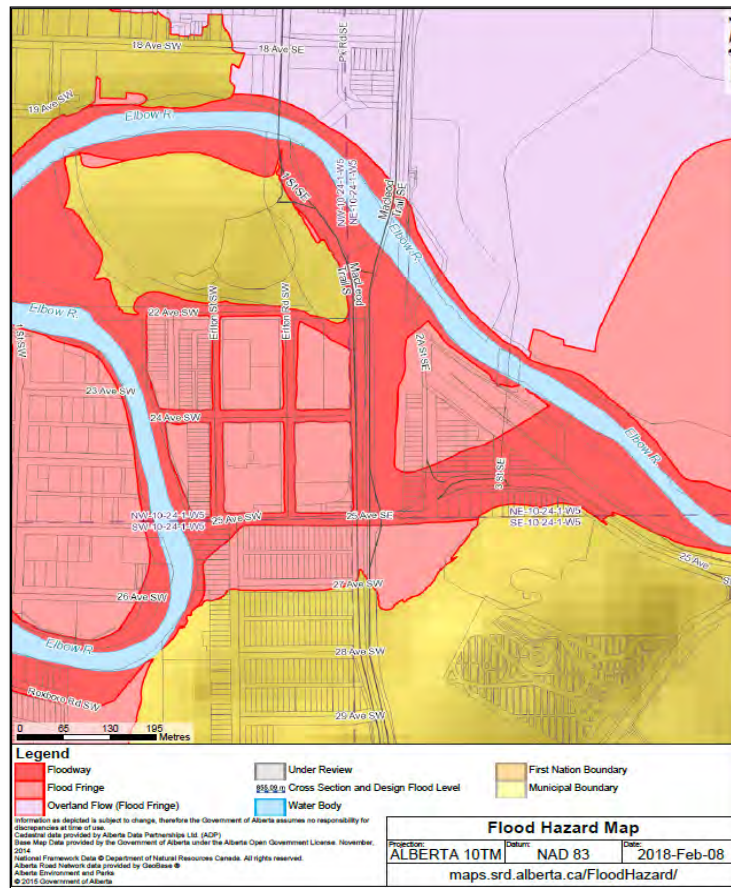 18 Ave SW
18 Ave SE
Pk Rd SE
19 Ave SW
Elbow R.
1 St SE
NW-10-24-1-W5
NE-10-24-1-W5
Macleod
Trail SE
Elbow R.
MacLeod
Trail S
Elbow R.
22 Ave SW
Erlton St SW
Erlton Rd SW
1 St SW
2A St SE
23 Ave SW
24 Ave SW
Elbow R.
3 St SE
NW-10-24-1-W5
SW-10-24-1-W5
25 Ave SW
25 Ave SE
NE-10-24-1-W5
SE-10-24-1-W5
25 Ave
27 Ave SW
26 Ave SW
Elbow R.
28 Ave SW
Roxboro Rd SW
29 Ave SW
0 65 130 195
Metres
Legend
Floodway
Flood Fringe
Overland Flow (Flood Fringe)
Under Review
Cross Section and Design Flood Level
Water Body
First Nation Boundary
Municipal Boundary
Information as depicted is subject to change, therefore the Government of Alberta assumes no responsibility for
discrepancies at time of use.
Cadastral data provided by Alberta Data Partnerships Ltd. (ADP)
Base Map Data provided by the Government of Alberta under the Alberta Open Government License. November,
2014
National Framework Data © Department of Natural Resources Canada. All rights reserved.
Alberta Road Network data provided by GeoBase ®
Alberta Environment and Parks
© 2016 Government of Alberta
Flood Hazard Map
Projection:
ALBERTA 10TM
Datum:
NAD 83
Date:
2018-Feb-08
maps.srd.alberta.ca/FloodHazard/